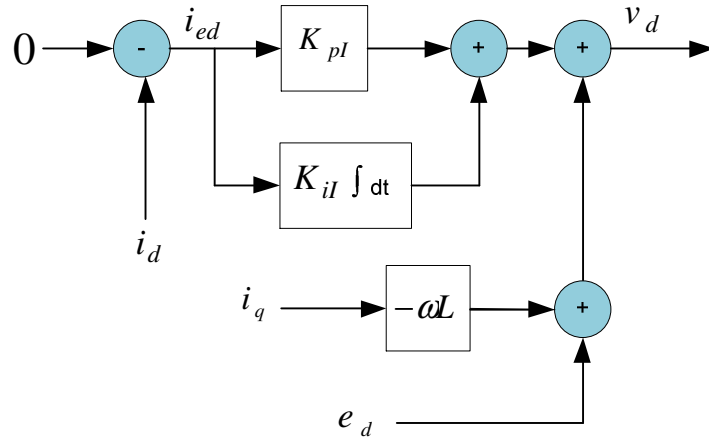 0
-
i_ed
K_pI
+
+
v_d
K_iI ∫ dt
i_d
i_q
-ωL
+
e_d